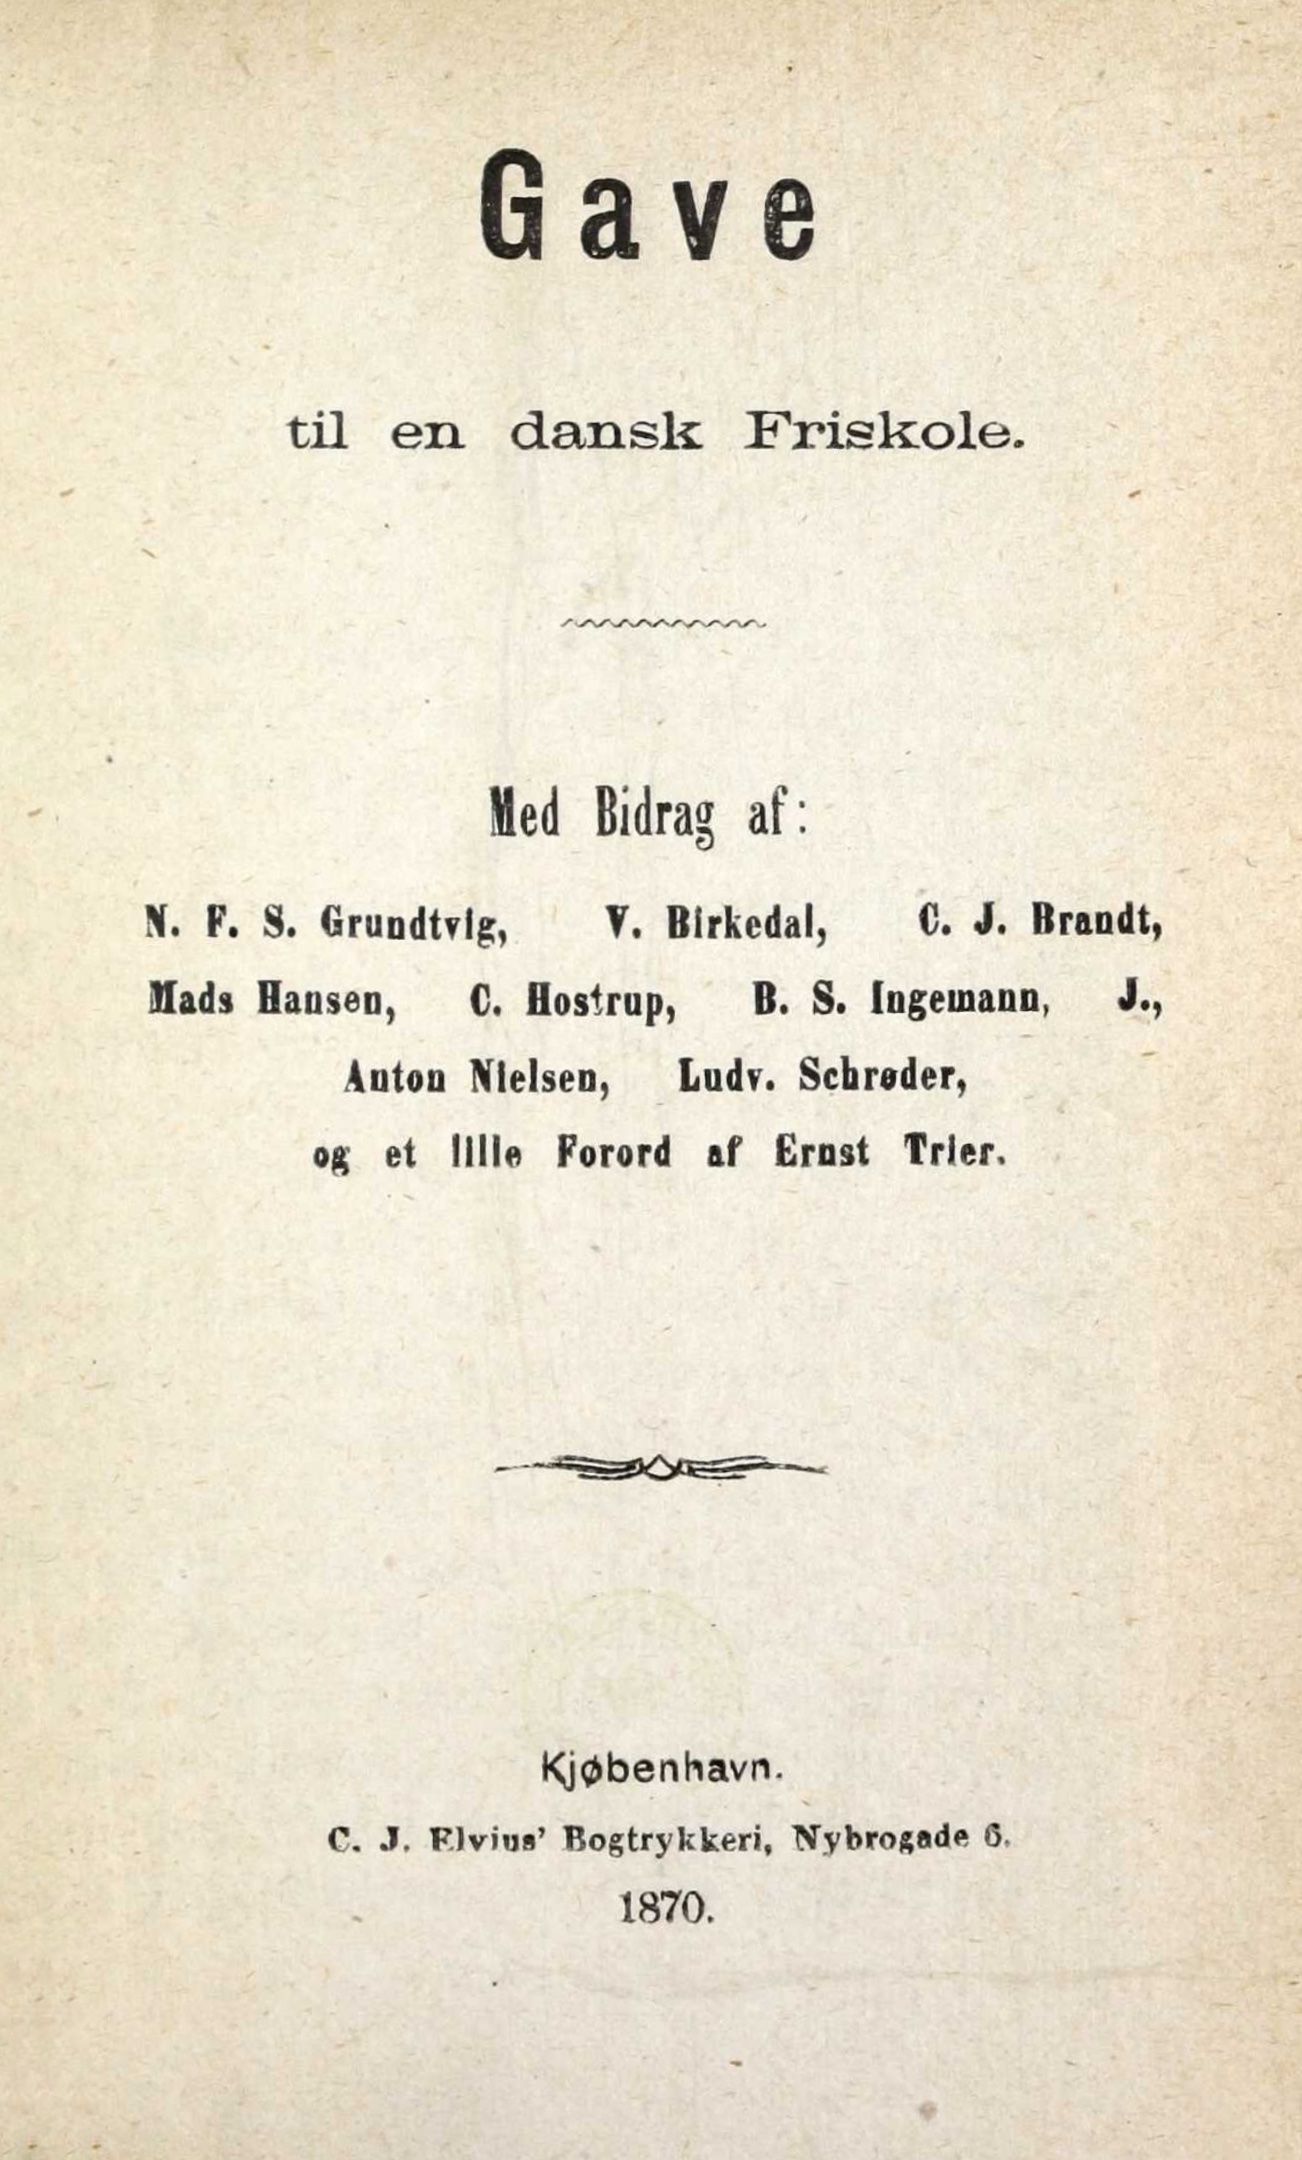 Gave
til en dansk Friskole.
Med Bidrag af:
N. F. S. Grundtvig, V. Birkedal, C. J. Brandt,
Mads Hansen, C. Hostrup, B. S. Ingemann, J.,
Anton Nielsen, Ludv. Schrøder,
og et lille Forord af Ernst Trier.
Kjøbenhavn.
C. J. Elvius' Bogtrykkeri, Nybrogade 6.
1870.